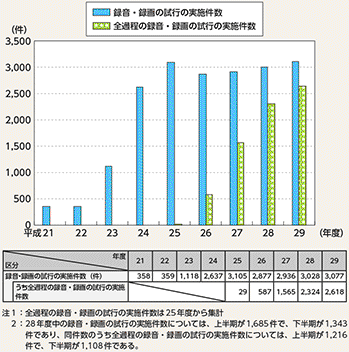 録音・録画の試行の実施件数
全過程の録音・録画の試行の実施件数
(件)
3,500
3,000
2,500
2,000
1,500
1,000
500
0
平成21 22 23 24 25 26 27 28 29 (年度)
区分 年度 21 22 23 24 25 26 27 28 29
録音・録画の試行の実施件数（件） 358 359 1,118 2,637 3,105 2,877 2,936 3,028 3,077
うち全過程の録音・録画の試行の実施件数 29 587 1,565 2,324 2,618
注１：全過程の録音・録画の試行の実施件数は25年度から集計
２：28年度中の録音・録画の試行の実施件数については、上半期が1,685件で、下半期が1,343
件であり、同件数のうち全過程の録音・録画の試行の実施件数については、上半期が1,216
件で、下半期が1,108件である。